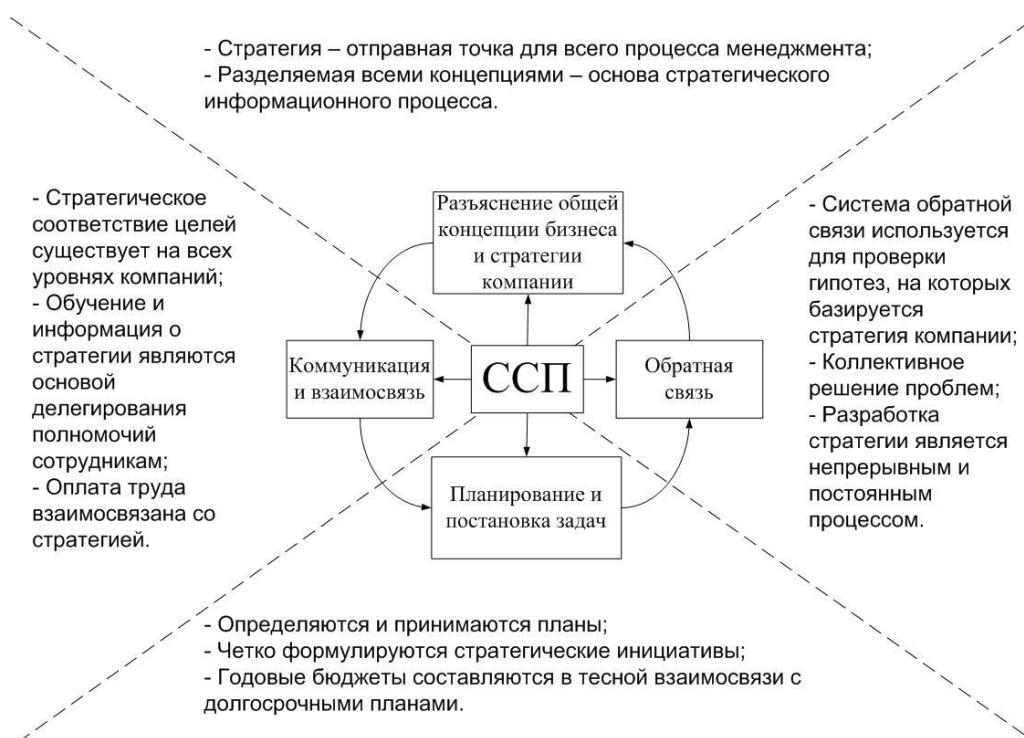 - Стратегия – отправная точка для всего процесса менеджмента;
- Разделяемая всеми концепциями – основа стратегического
информационного процесса.
- Стратегическое
соответствие целей
существует на всех
уровнях компаний;
- Обучение и
информация о
стратегии являются
основой
делегирования
полномочий
сотрудникам;
- Оплата труда
взаимосвязана со
стратегией.
Разъяснение общей
концепции бизнеса
и стратегии
компании
Коммуникация
и взаимосвязь
ССП
Обратная
связь
Планирование и
постановка задач
- Система обратной
связи используется
для проверки
гипотез, на которых
базируется
стратегия компании;
- Коллективное
решение проблем;
- Разработка
стратегии является
непрерывным и
постоянным
процессом.
- Определяются и принимаются планы;
- Четко формулируются стратегические инициативы;
- Годовые бюджеты составляются в тесной взаимосвязи с
долгосрочными планами.